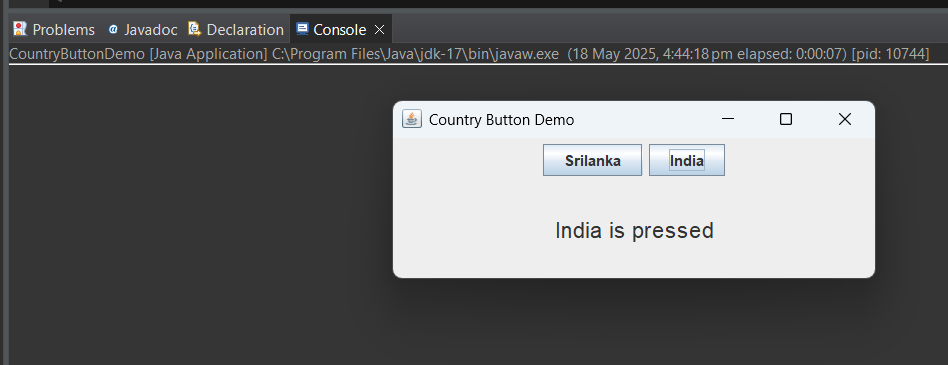 Problems Javadoc Declaration Console
CountryButtonDemo [Java Application] C:\Program Files\Java\jdk-17\bin\javaw.exe (18 May 2025, 4:44:18 pm elapsed: 0:00:07) [pid: 10744]
Country Button Demo
Srilanka India
India is pressed